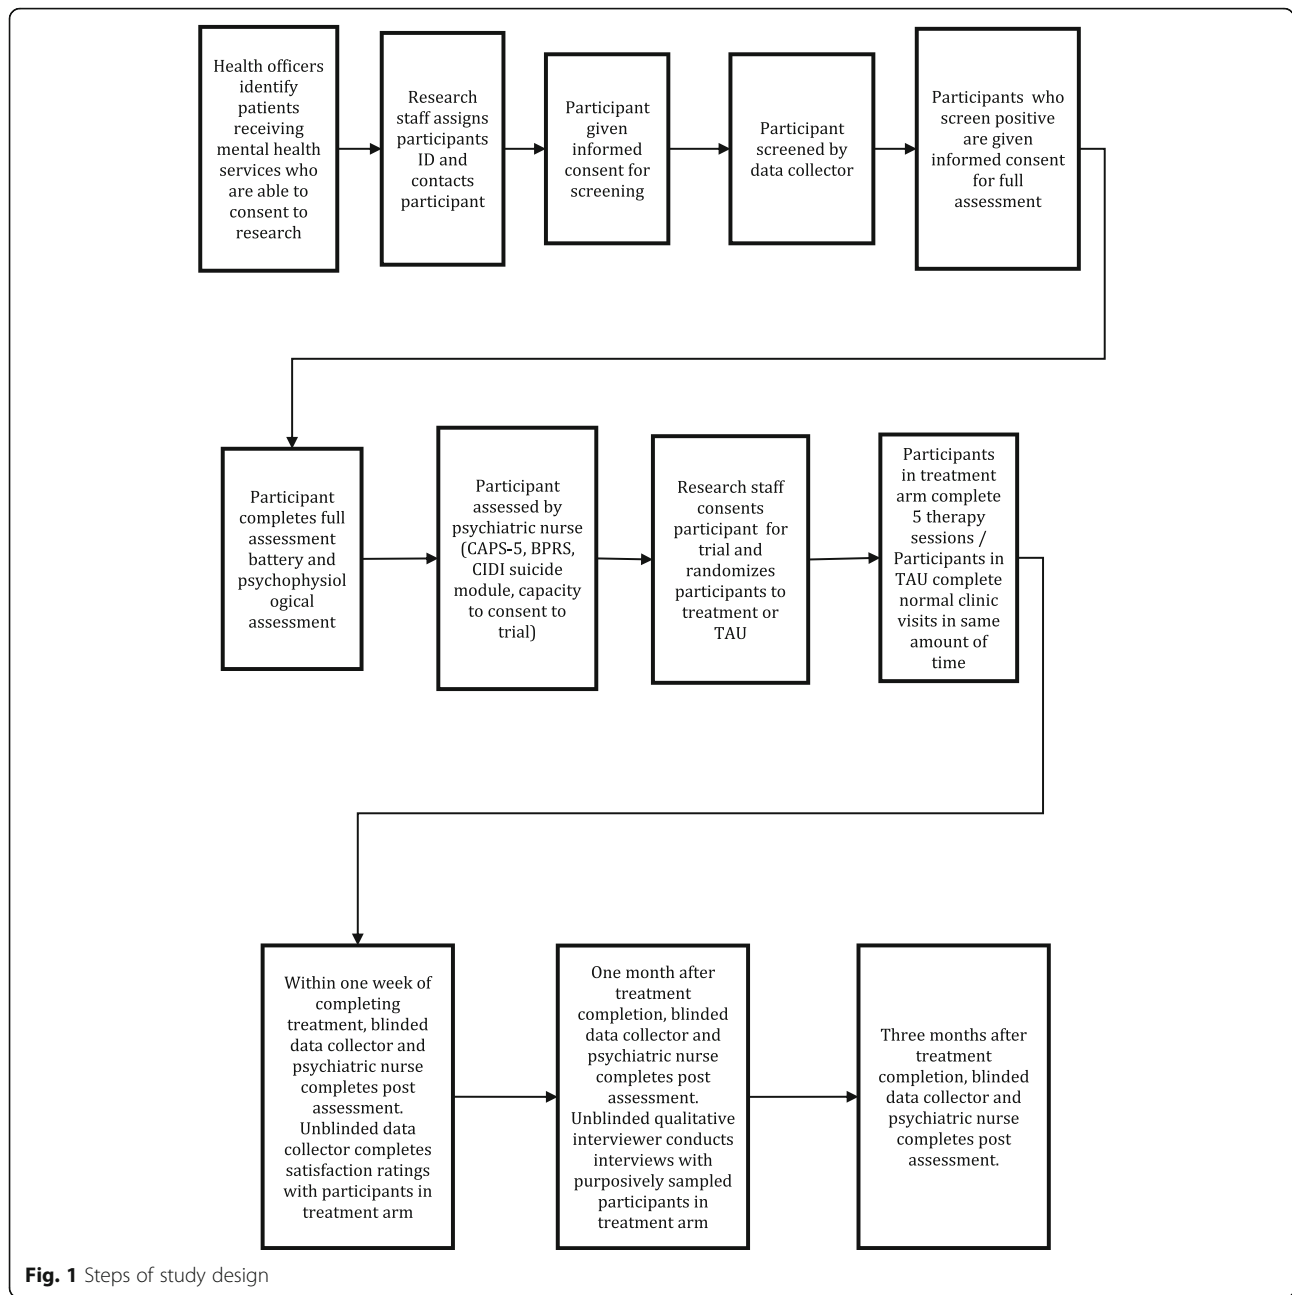 Health officers
identify
patients
receiving
mental health
services who
are able to
consent to
research
Research
staff assigns
participants
ID and
contacts
participant
Participant
given
informed
consent for
screening
Participant
screened by
data collector
Participants who
screen positive
are given
informed consent
for full
assessment
Participant
completes full
assessment
battery and
psychophysiol
ogical
assessment
Participant
assessed by
psychiatric nurse
(CAPS-5, BPRS,
CIDI suicide
module, capacity
to consent to
trial)
Research staff
consents
participant for
trial and
randomizes
participants to
treatment or
TAU
Participants
in treatment
arm complete
5 therapy
sessions /
Participants in
TAU complete
normal clinic
visits in same
amount of
time
Within one week of
completing
treatment, blinded
data collector and
psychiatric nurse
completes post
assessment.
Unblinded data
collector completes
satisfaction ratings
with participants in
treatment arm
One month after
treatment
completion, blinded
data collector and
psychiatric nurse
completes post
assessment.
Unblinded qualitative
interviewer conducts
interviews with
purposively sampled
participants in
treatment arm
Three months after
treatment
completion, blinded
data collector and
psychiatric nurse
completes post
assessment.
Fig. 1 Steps of study design